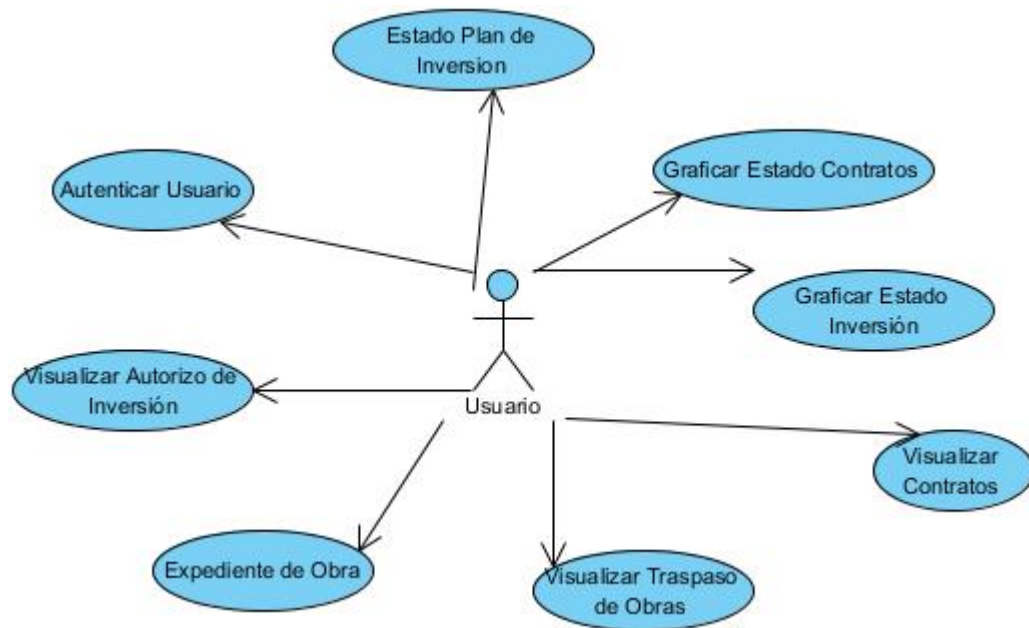 Estado Plan de
Inversion
Graficar Estado Contratos
Autenticar Usuario
Graficar Estado
Inversión
Visualizar Autorizo de
Inversión
Usuario
Visualizar
Contratos
Expediente de Obra
Visualizar Traspaso
de Obras